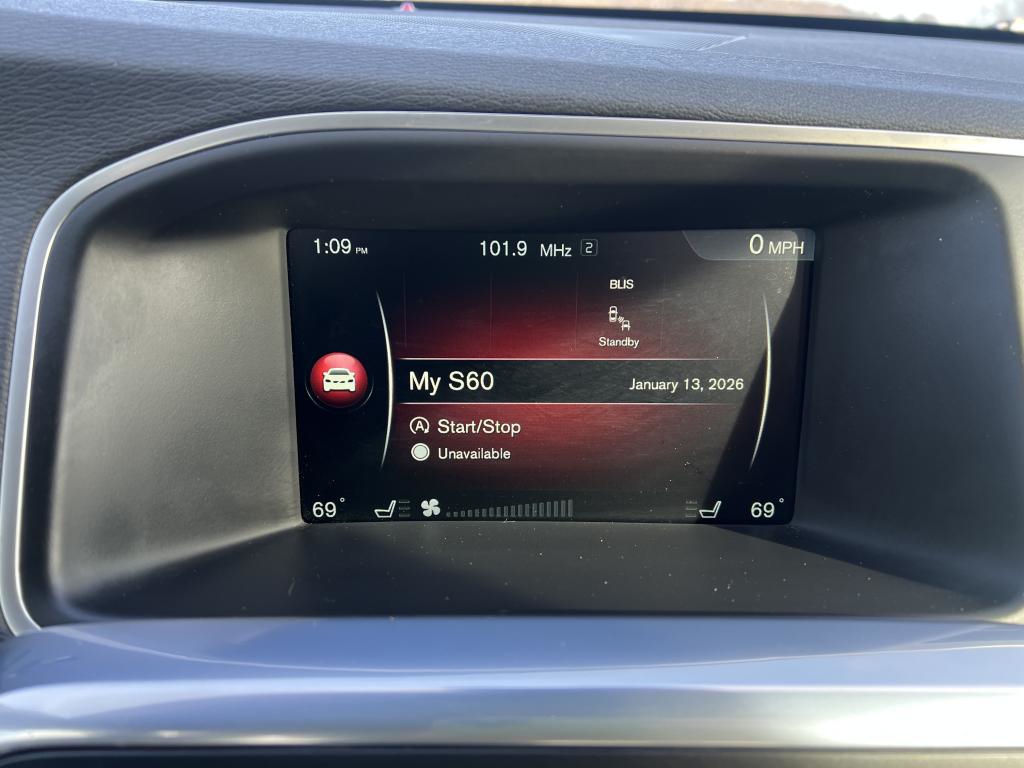 1:09 PM 101.9 MHz 2 0 MPH
BLIS
Standby
My S60 January 13, 2026
A Start/Stop
Unavailable
69° 69°